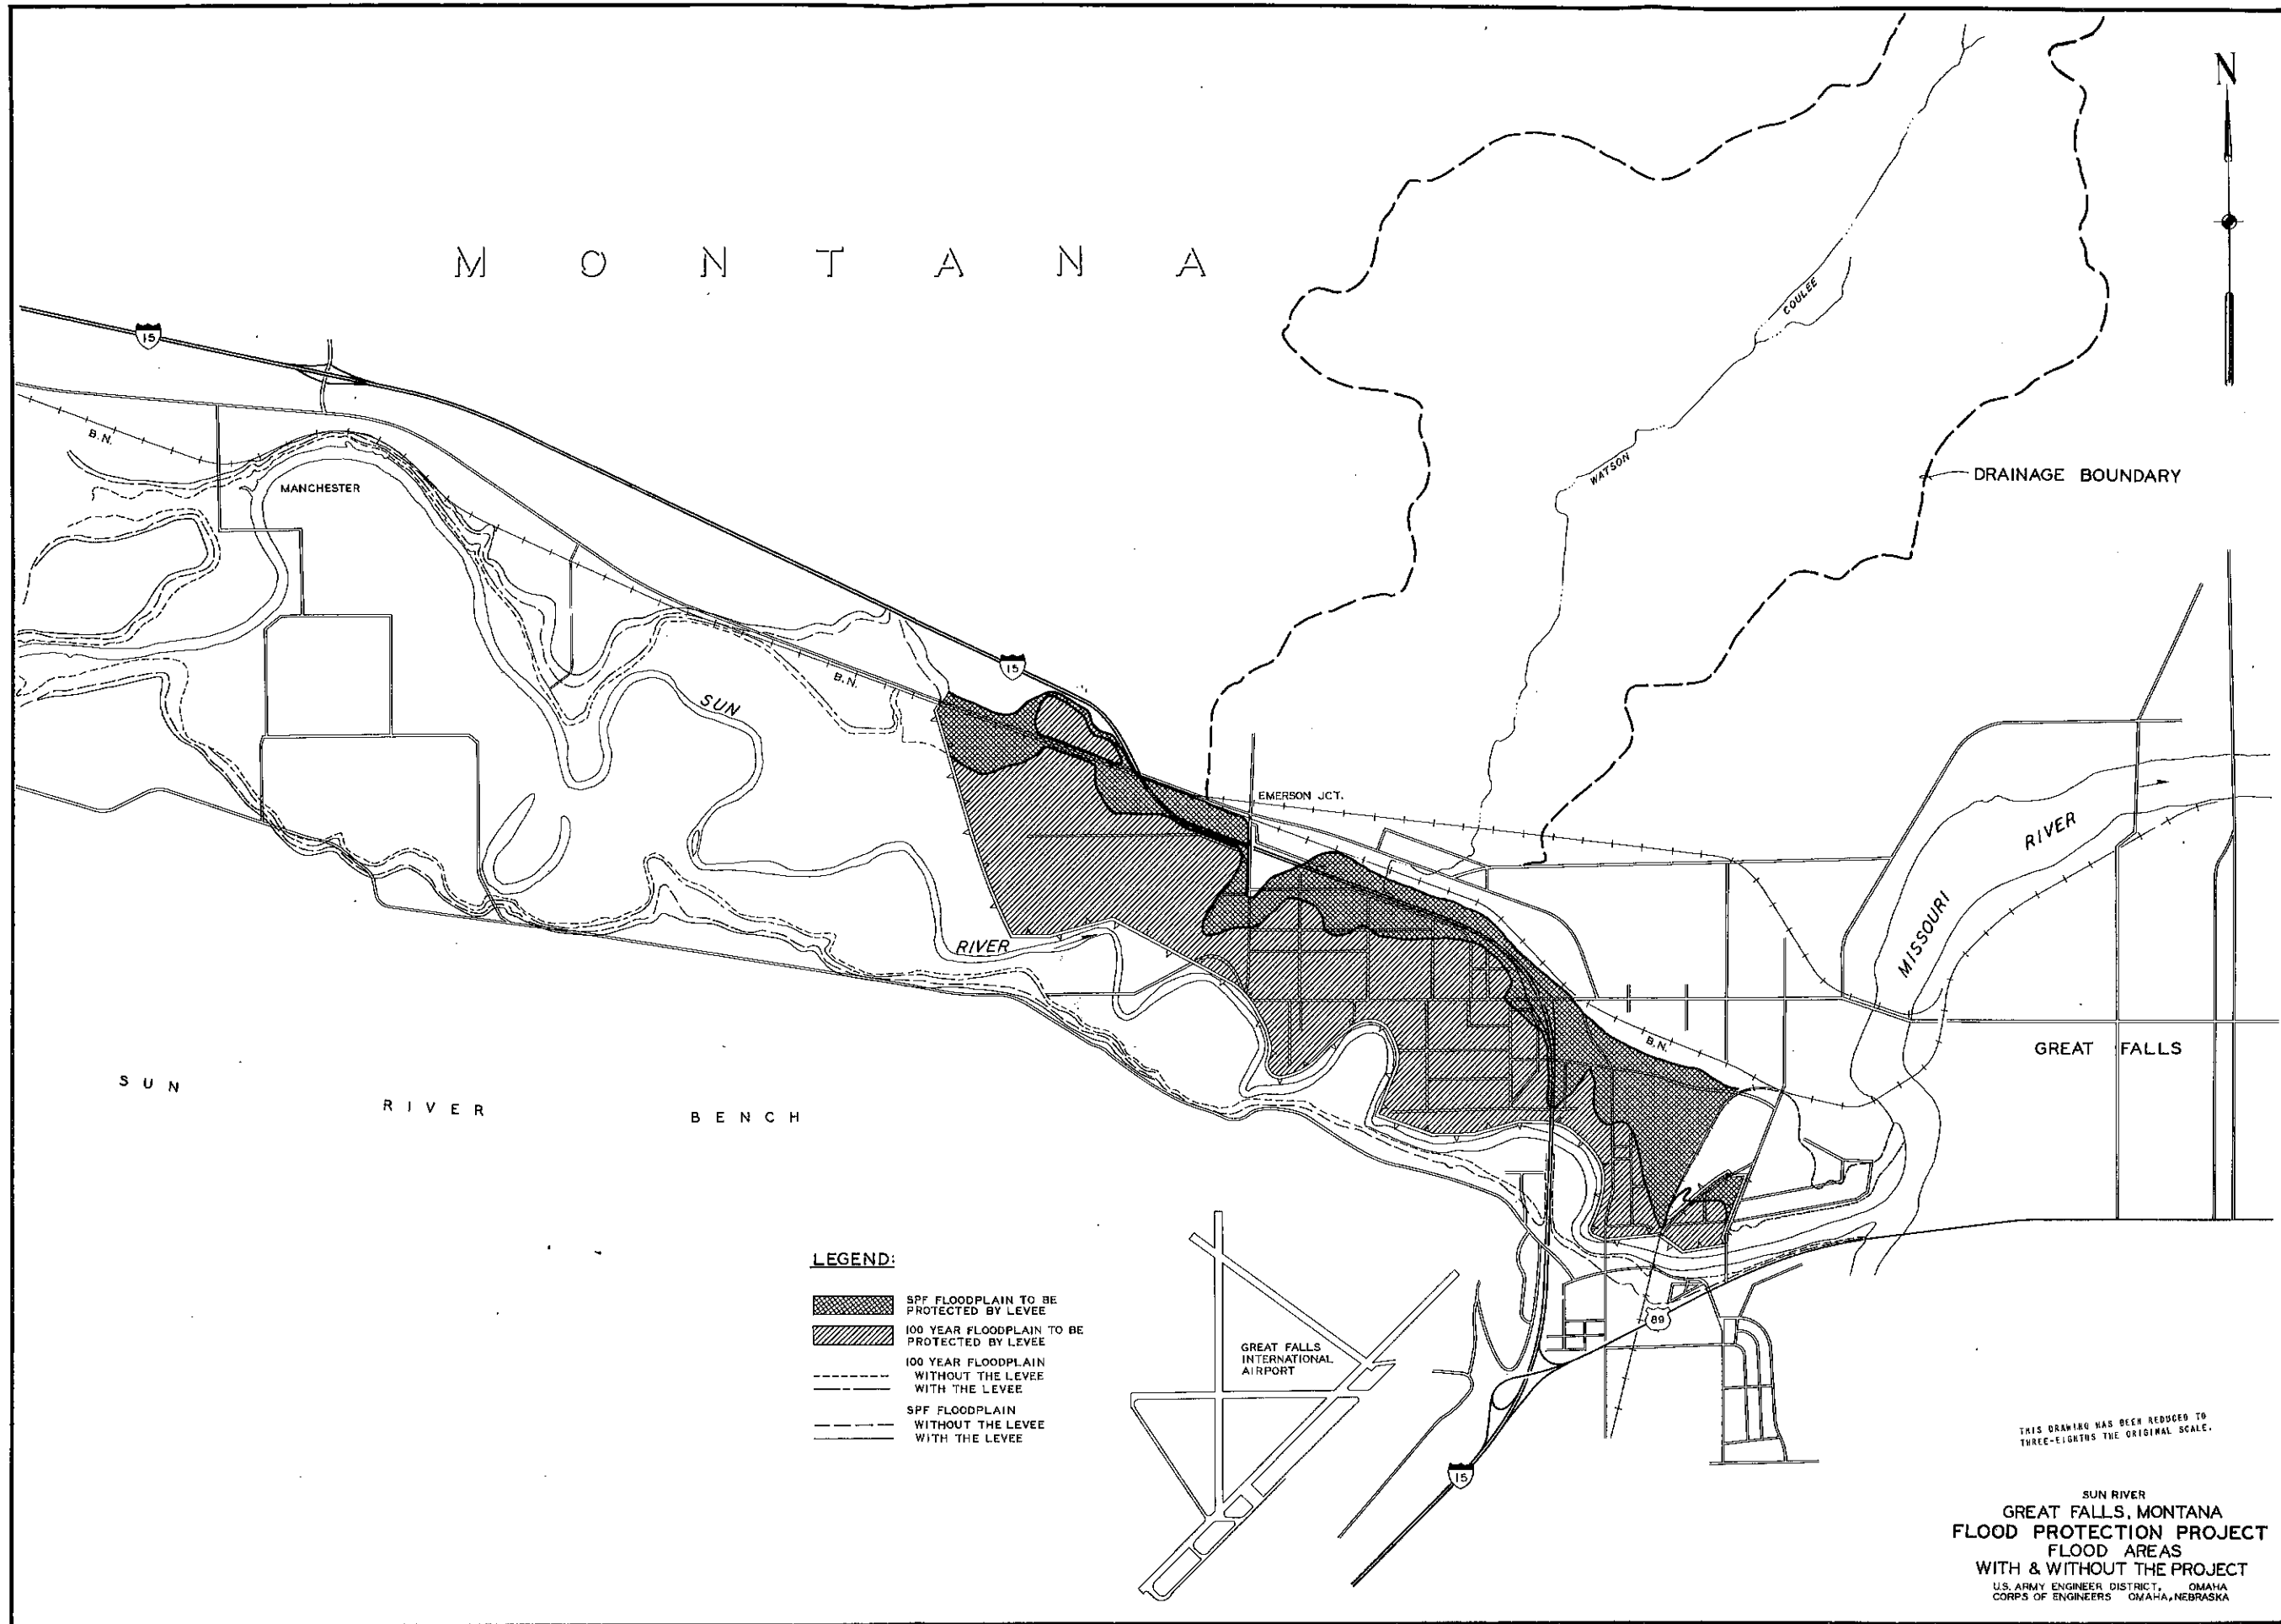 N
MONTANA
15
B.N.
MANCHESTER
COULEE
WATSON
DRAINAGE BOUNDARY
15
B.N.
SUN
EMERSON JCT.
RIVER
MISSOURI
RIVER
B.N.
GREAT FALLS
SUN RIVER BENCH
LEGEND:
SPF FLOODPLAIN TO BE
PROTECTED BY LEVEE
100 YEAR FLOODPLAIN TO BE
PROTECTED BY LEVEE
100 YEAR FLOODPLAIN
WITHOUT THE LEVEE
WITH THE LEVEE
SPF FLOODPLAIN
WITHOUT THE LEVEE
WITH THE LEVEE
GREAT FALLS
INTERNATIONAL
AIRPORT
89
15
THIS DRAWING HAS BEEN REDUCED TO
THREE-EIGHTHS THE ORIGINAL SCALE.
SUN RIVER
GREAT FALLS, MONTANA
FLOOD PROTECTION PROJECT
FLOOD AREAS
WITH & WITHOUT THE PROJECT
U.S. ARMY ENGINEER DISTRICT, OMAHA
CORPS OF ENGINEERS OMAHA, NEBRASKA